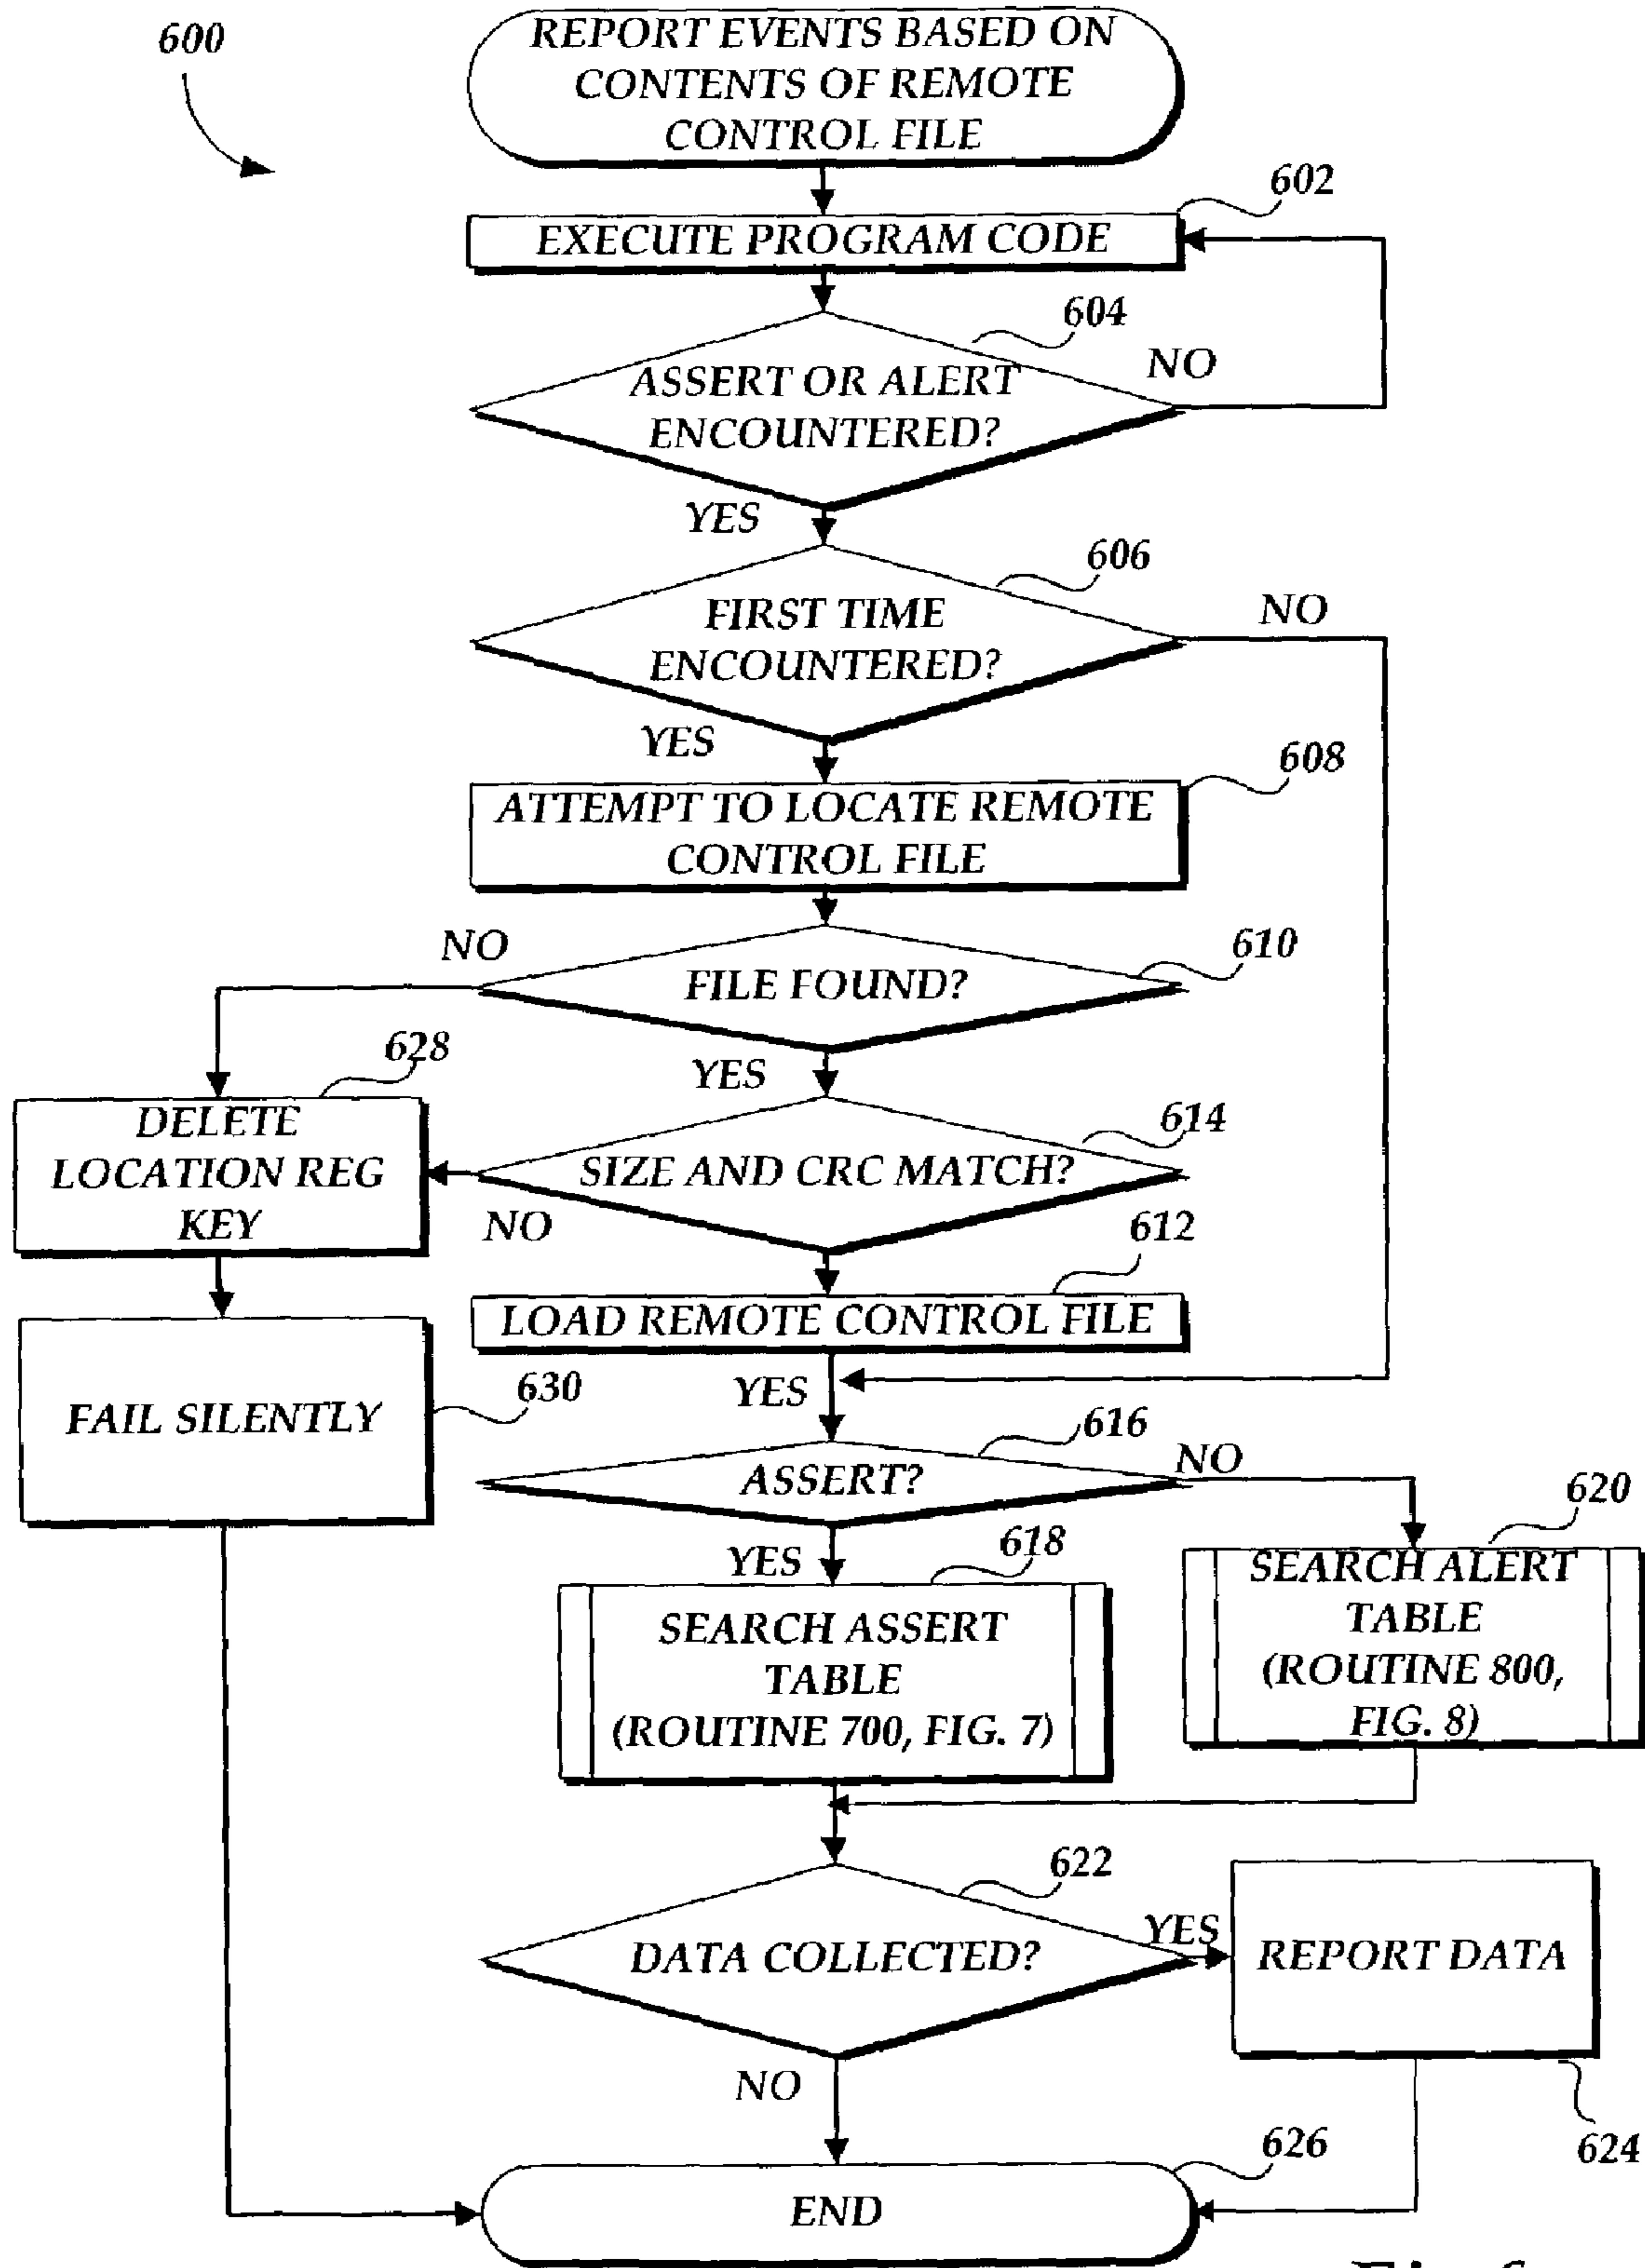 600
REPORT EVENTS BASED ON
CONTENTS OF REMOTE
CONTROL FILE
602
EXECUTE PROGRAM CODE
604
ASSERT OR ALERT
ENCOUNTERED?
NO
YES
606
FIRST TIME
ENCOUNTERED?
NO
YES
608
ATTEMPT TO LOCATE REMOTE
CONTROL FILE
NO
610
FILE FOUND?
628
YES
DELETE
LOCATION REG
KEY
614
SIZE AND CRC MATCH?
NO
612
LOAD REMOTE CONTROL FILE
YES
FAIL SILENTLY
630
616
ASSERT?
NO
YES
618
SEARCH ASSERT
TABLE
(ROUTINE 700, FIG. 7)
620
SEARCH ALERT
TABLE
(ROUTINE 800,
FIG. 8)
622
DATA COLLECTED?
YES
REPORT DATA
624
NO
626
END